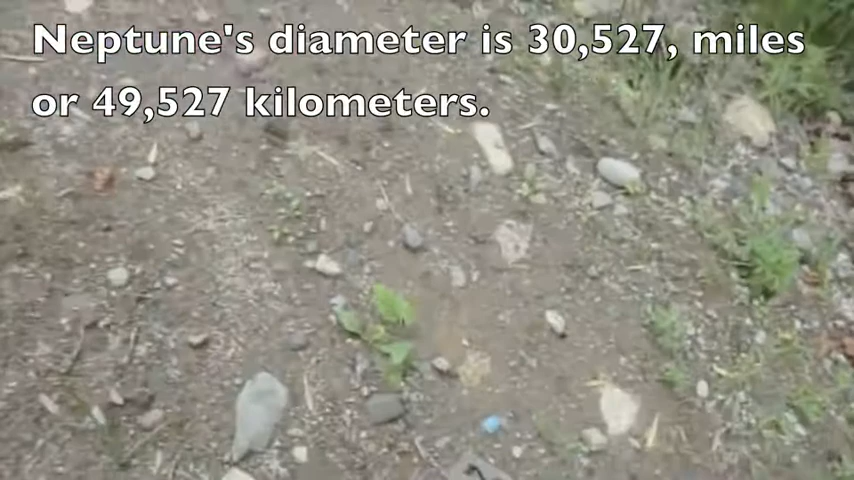 Neptune's diameter is 30,527, miles
or 49,527 kilometers.